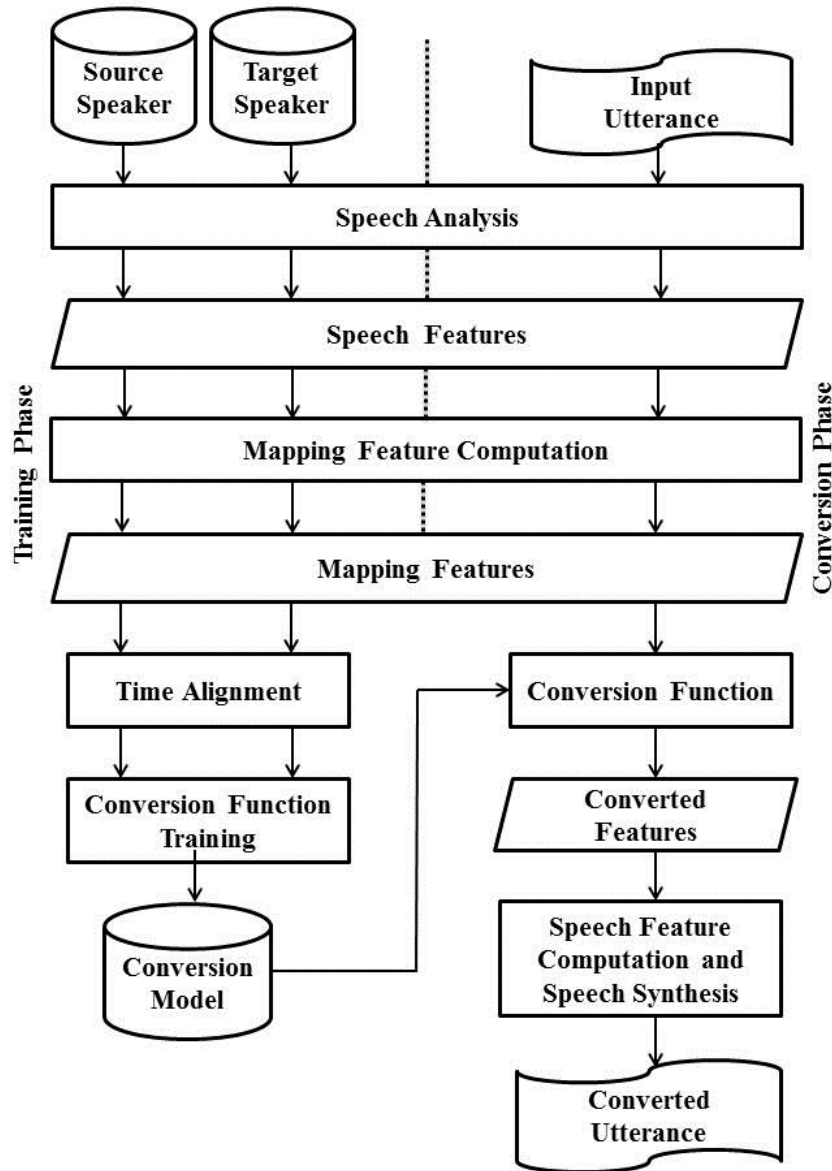 Source
Speaker
Target
Speaker
Input
Utterance
Speech Analysis
Speech Features
Training Phase
Conversion Phase
Mapping Feature Computation
Mapping Features
Time Alignment
Conversion Function
Conversion Function
Training
Converted
Features
Conversion
Model
Speech Feature
Computation and
Speech Synthesis
Converted
Utterance